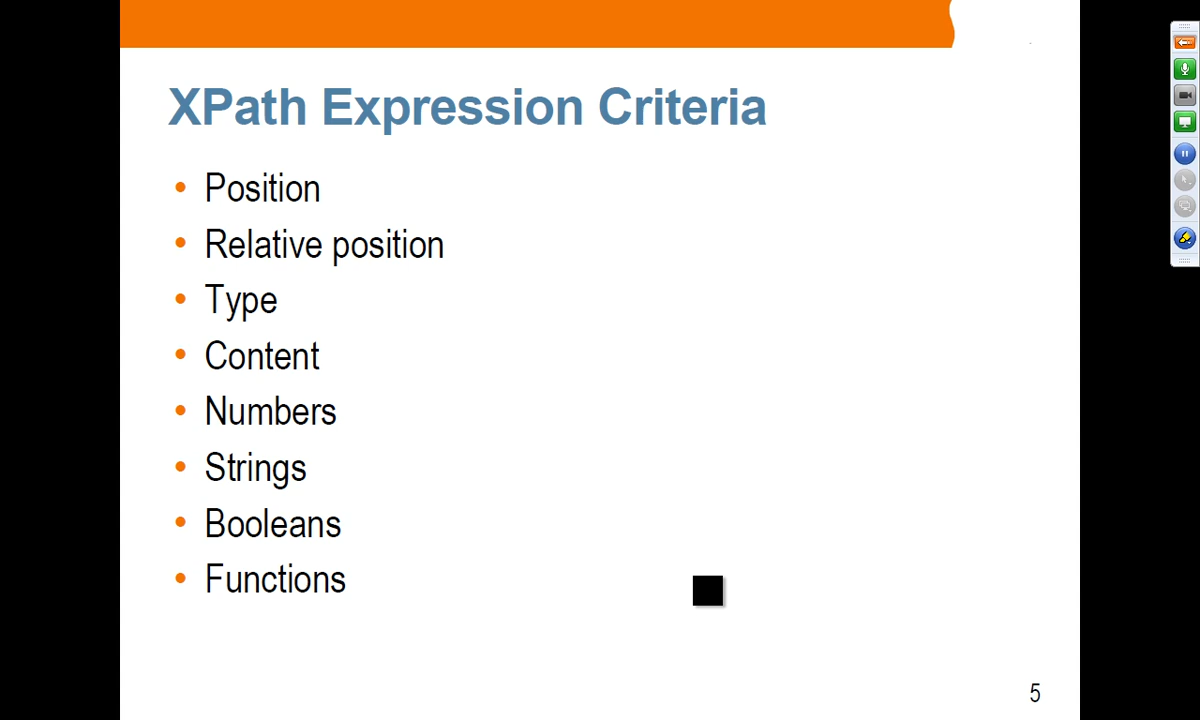 XPath Expression Criteria
• Position
• Relative position
• Type
• Content
• Numbers
• Strings
• Booleans
• Functions
5